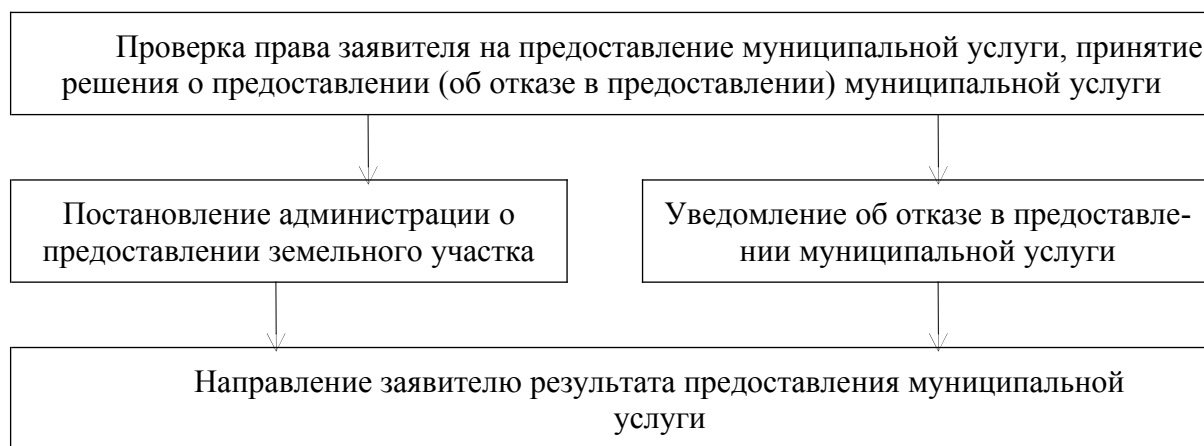 Проверка права заявителя на предоставление муниципальной услуги, принятие
решения о предоставлении (об отказе в предоставлении) муниципальной услуги
Постановление администрации о
предоставлении земельного участка
Уведомление об отказе в предоставле-
нии муниципальной услуги
Направление заявителю результата предоставления муниципальной
услуги